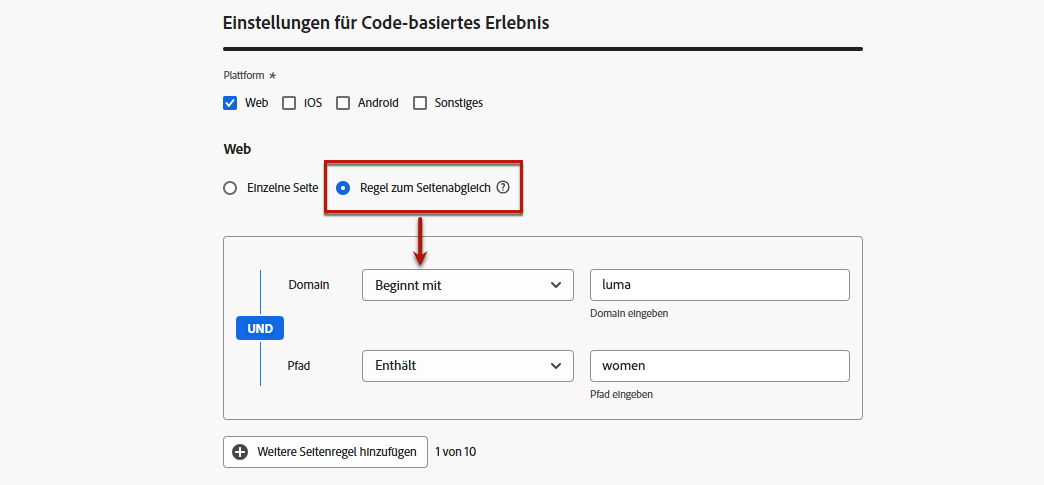 Einstellungen für Code-basiertes Erlebnis
Plattform *
Web iOS Android Sonstiges
Web
Einzelne Seite Regel zum Seitenabgleich ?
Domain Beginnt mit luma
Domain eingeben
UND
Pfad Enthält women
Pfad eingeben
Weitere Seitenregel hinzufügen 1 von 10